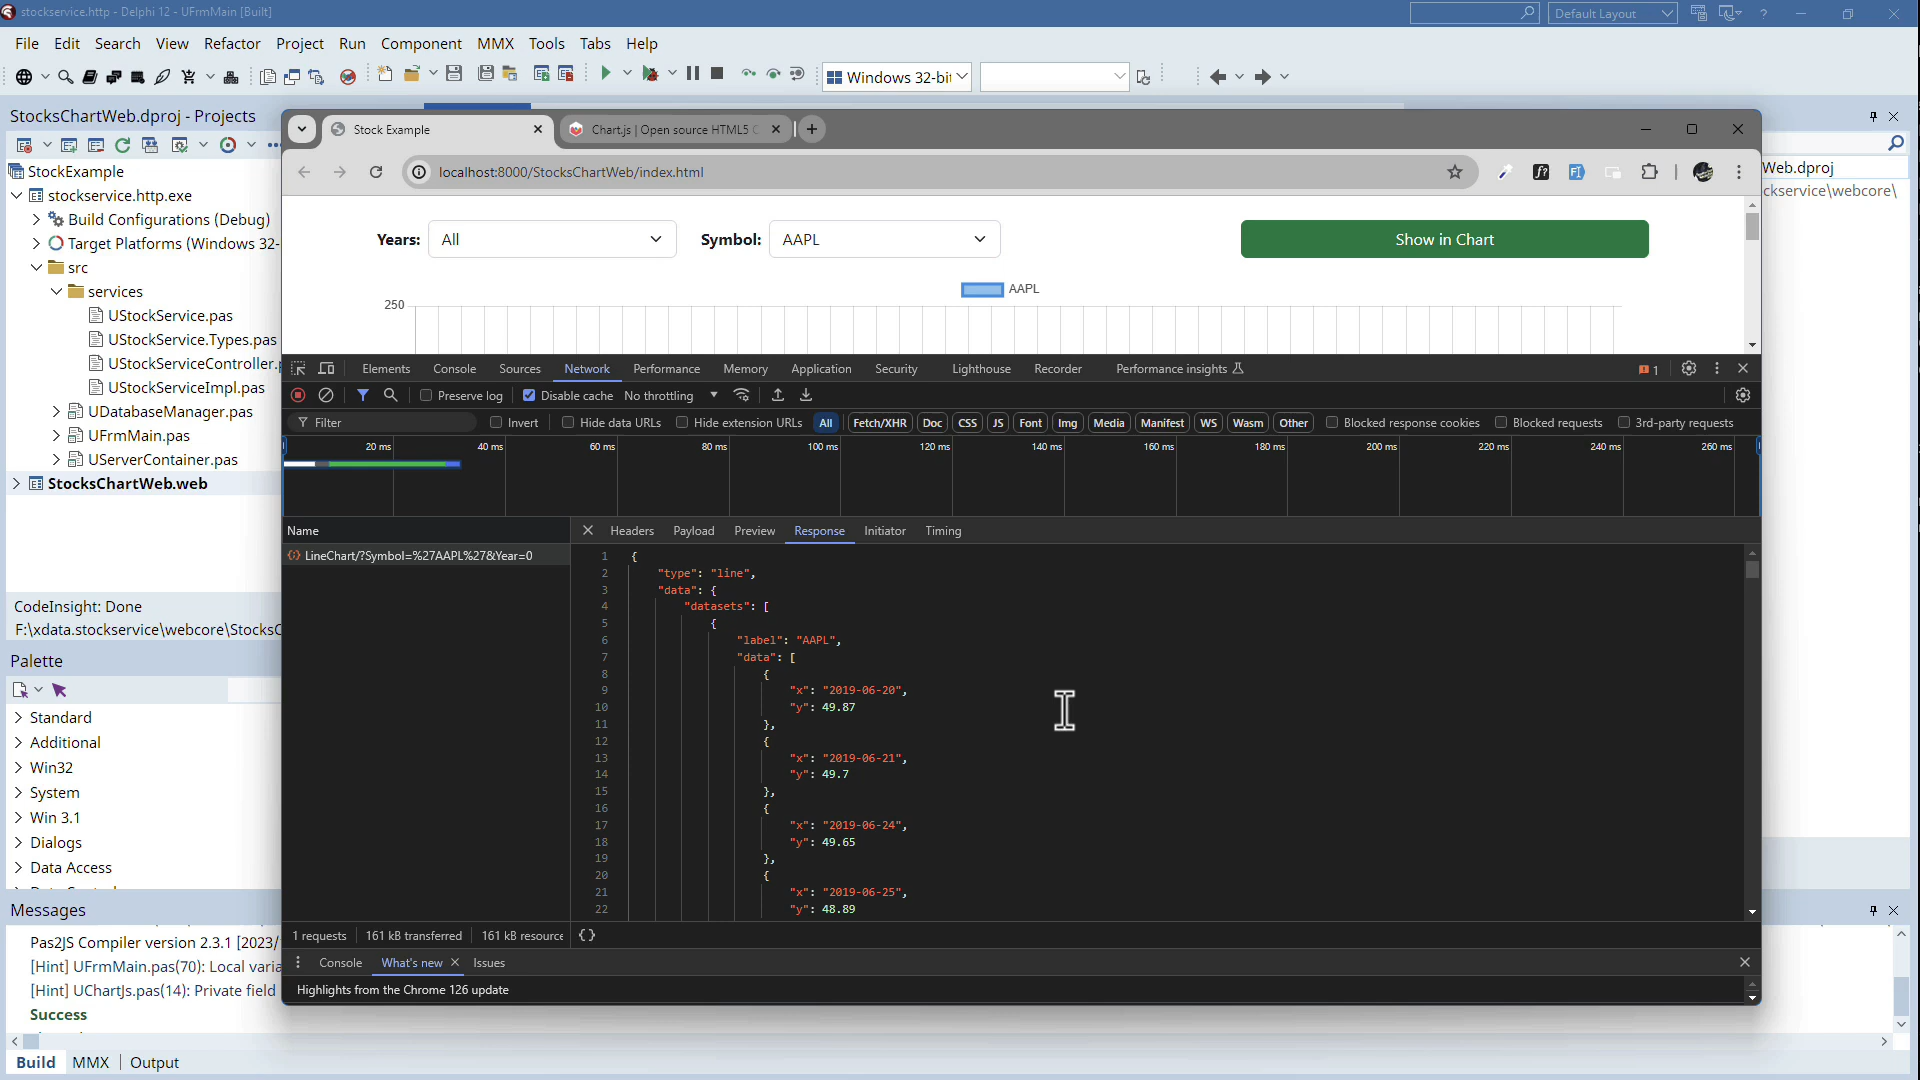 stockservice.http - Delphi 12 - UFrmMain [Built]
Default Layout
?
File Edit Search View Refactor Project Run Component MMX Tools Tabs Help
Windows 32-bit
StocksChartWeb.dproj - Projects
StockExample
stockservice.http.exe
Build Configurations (Debug)
Target Platforms (Windows 32-
src
services
UStockService.pas
UStockService.Types.pas
UStockServiceController.
UStockServiceImpl.pas
UDatabaseManager.pas
UFrmMain.pas
UServerContainer.pas
StocksChartWeb.web
CodeInsight: Done
F:\xdata.stockservice\webcore\StocksC
Palette
Standard
Additional
Win32
System
Win 3.1
Dialogs
Data Access
Messages
Pas2JS Compiler version 2.3.1 [2023/
[Hint] UFrmMain.pas(70): Local varia
[Hint] UChartJs.pas(14): Private field
Success
Build MMX Output
Web.dproj
ckservice\webcore\
Stock Example
Chart.js | Open source HTML5 C
localhost:8000/StocksChartWeb/index.html
Years: All Symbol: AAPL Show in Chart
AAPL
250
Elements Console Sources Network Performance Memory Application Security Lighthouse Recorder Performance insights 1
Preserve log Disable cache No throttling
Filter Invert Hide data URLs Hide extension URLs All Fetch/XHR Doc CSS JS Font Img Media Manifest WS Wasm Other Blocked response cookies Blocked requests 3rd-party requests
20 ms 40 ms 60 ms 80 ms 100 ms 120 ms 140 ms 160 ms 180 ms 200 ms 220 ms 240 ms 260 ms
Name
LineChart/?Symbol=%27AAPL%27&Year=0
Headers Payload Preview Response Initiator Timing
1 {
2 "type": "line",
3 "data": {
4 "datasets": [
5 {
6 "label": "AAPL",
7 "data": [
8 {
9 "x": "2019-06-20",
10 "y": 49.87
11 },
12 {
13 "x": "2019-06-21",
14 "y": 49.7
15 },
16 {
17 "x": "2019-06-24",
18 "y": 49.65
19 },
20 {
21 "x": "2019-06-25",
22 "y": 48.89
1 requests 161 kB transferred 161 kB resource {}
Console What's new Issues
Highlights from the Chrome 126 update